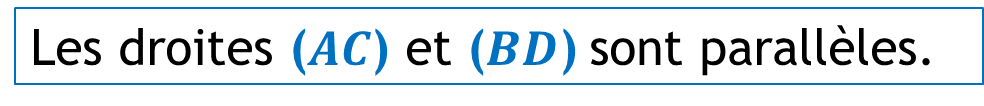 Les droites (AC) et (BD) sont parallèles.